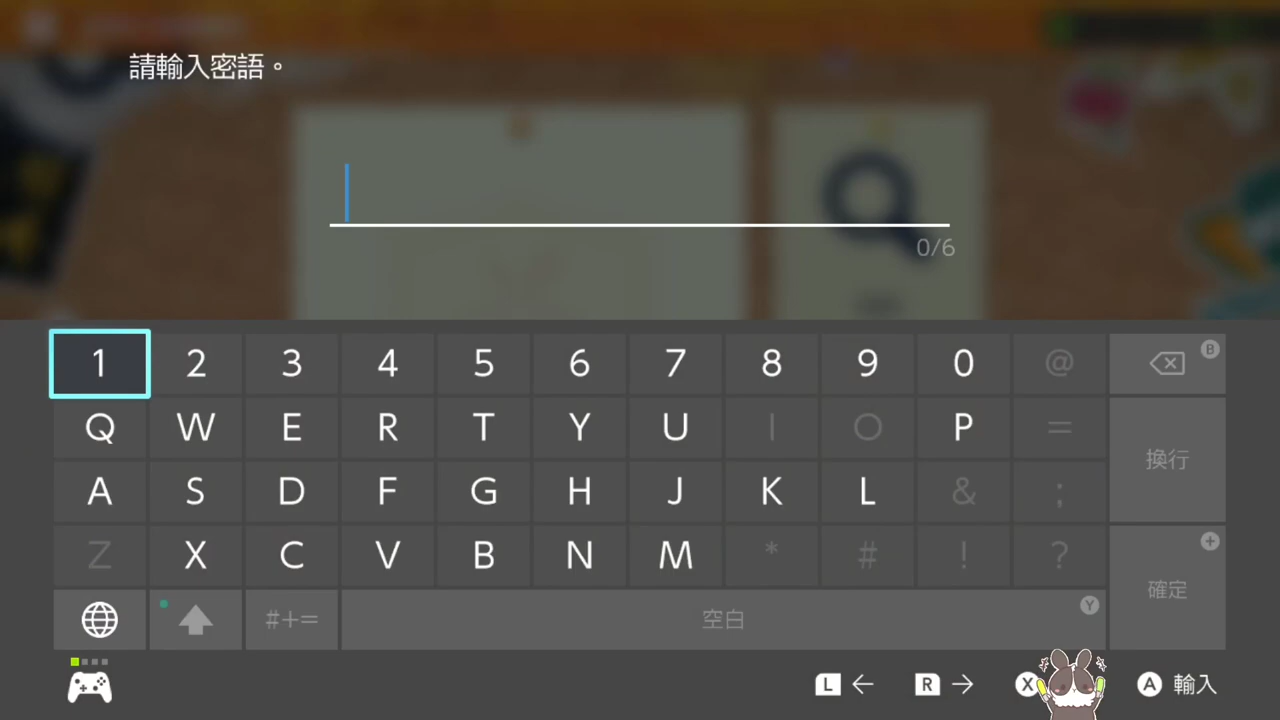 請輸入密語。
0/6
1 2 3 4 5 6 7 8 9 0 @ B
Q W E R T Y U I O P = 換行
A S D F G H J K L & ;
Z X C V B N M * # ! ? + 確定
#+= 空白 Y
L ← R → X A 輸入